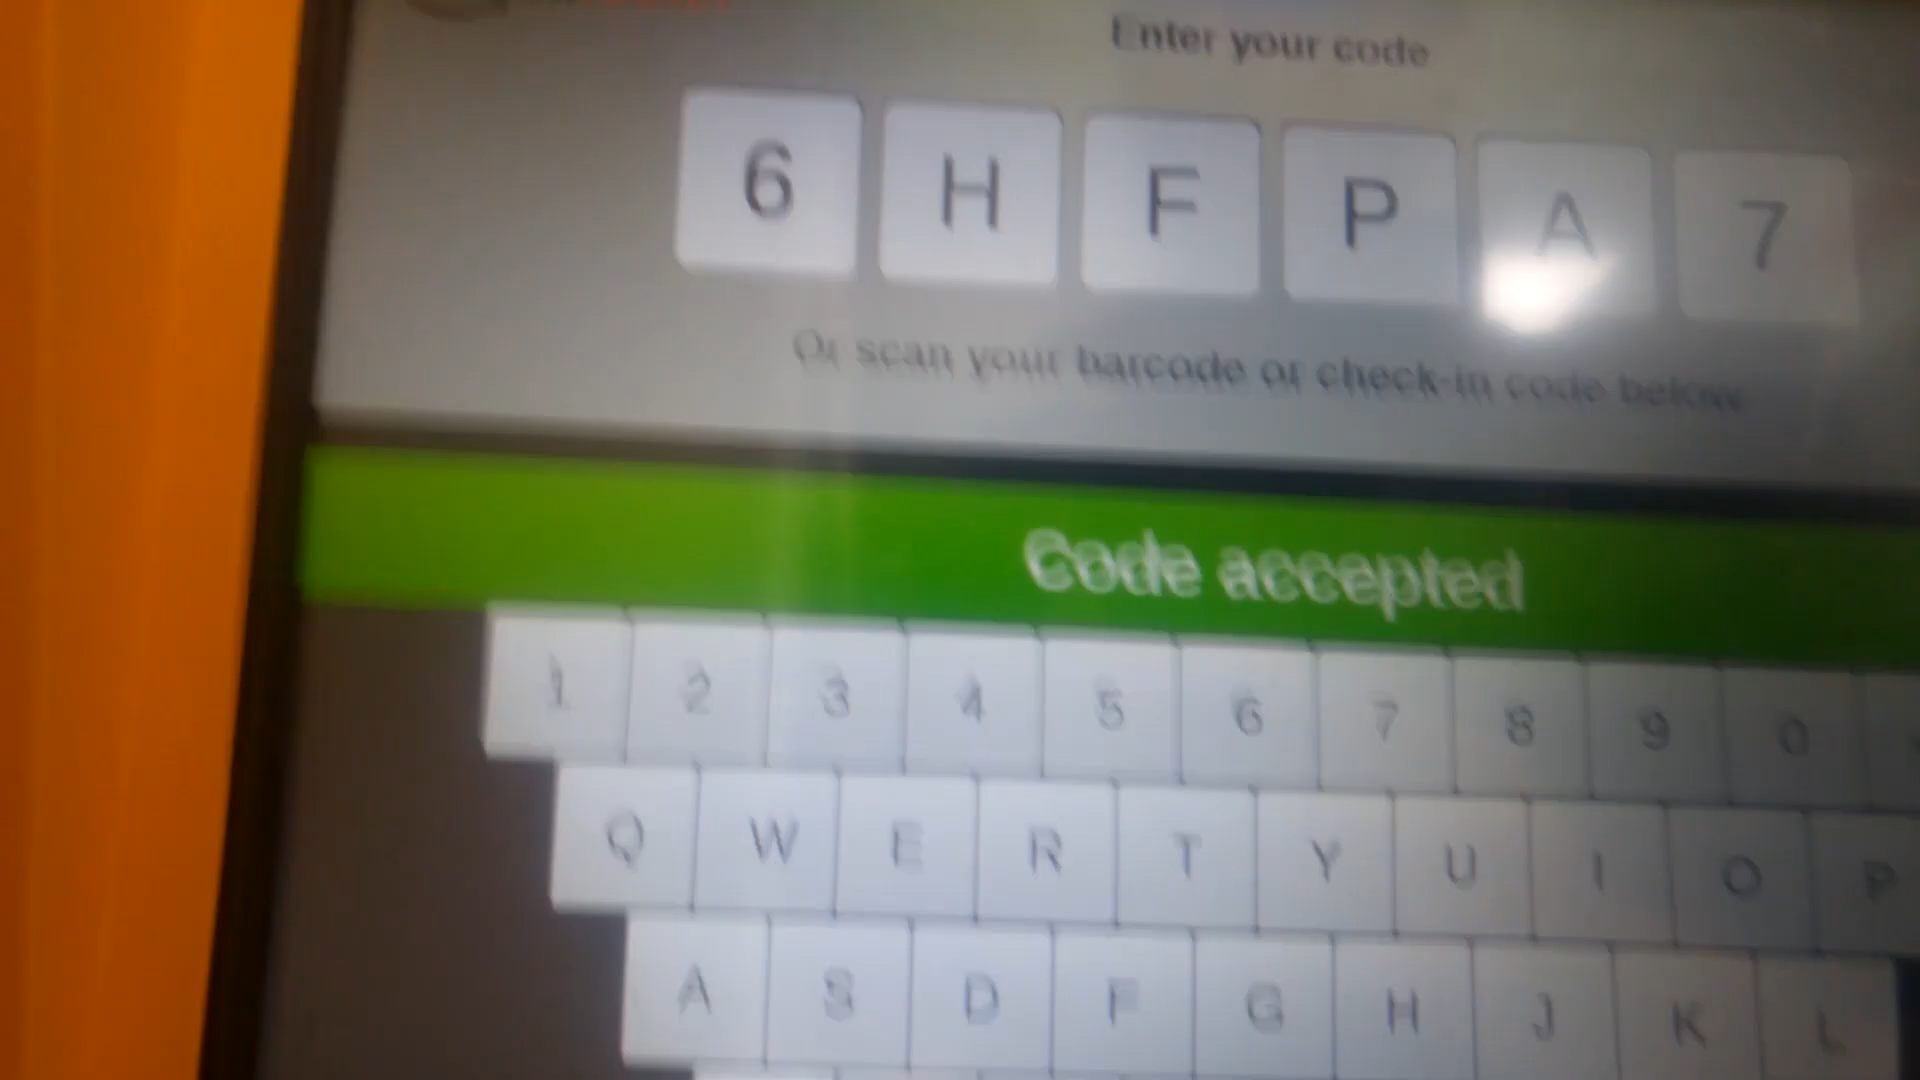 Enter your code
6 H F P A 7
Or scan your barcode or check-in code below
Code accepted
1 2 3 4 5 6 7 8 9 0
Q W E R T Y U I O P
A S D F G H J K L